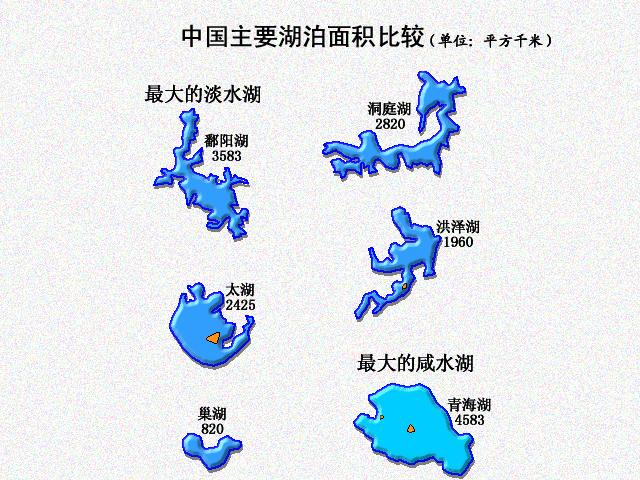 中国主要湖泊面积比较(单位：平方千米)
最大的淡水湖
鄱阳湖
3583
洞庭湖
2820
洪泽湖
1960
太湖
2425
最大的咸水湖
巢湖
820
青海湖
4583